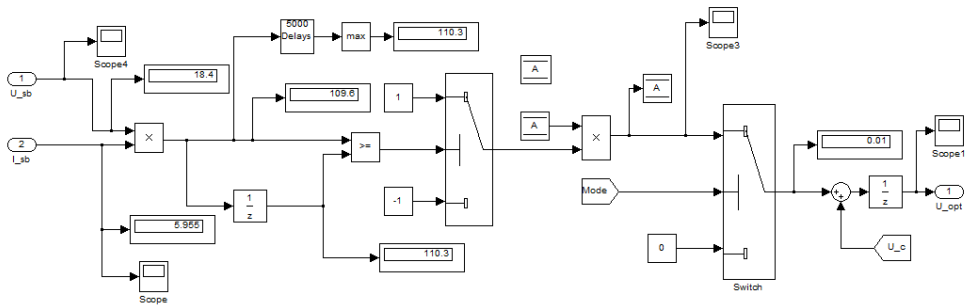 5000
Delays
max
110.3
Scope3
Scope4
1
U_sb
18.4
109.6
1
A
A
A
2
I_sb
×
>=
×
0.01
Scope1
Mode
1
z
-1
+
+
1
z
1
U_opt
5.955
110.3
0
U_c
Scope
Switch